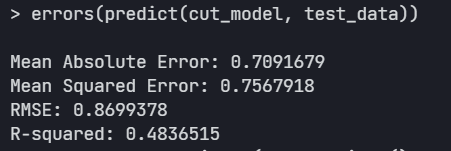 > errors(predict(cut_model, test_data))
Mean Absolute Error: 0.7091679
Mean Squared Error: 0.7567918
RMSE: 0.8699378
R-squared: 0.4836515